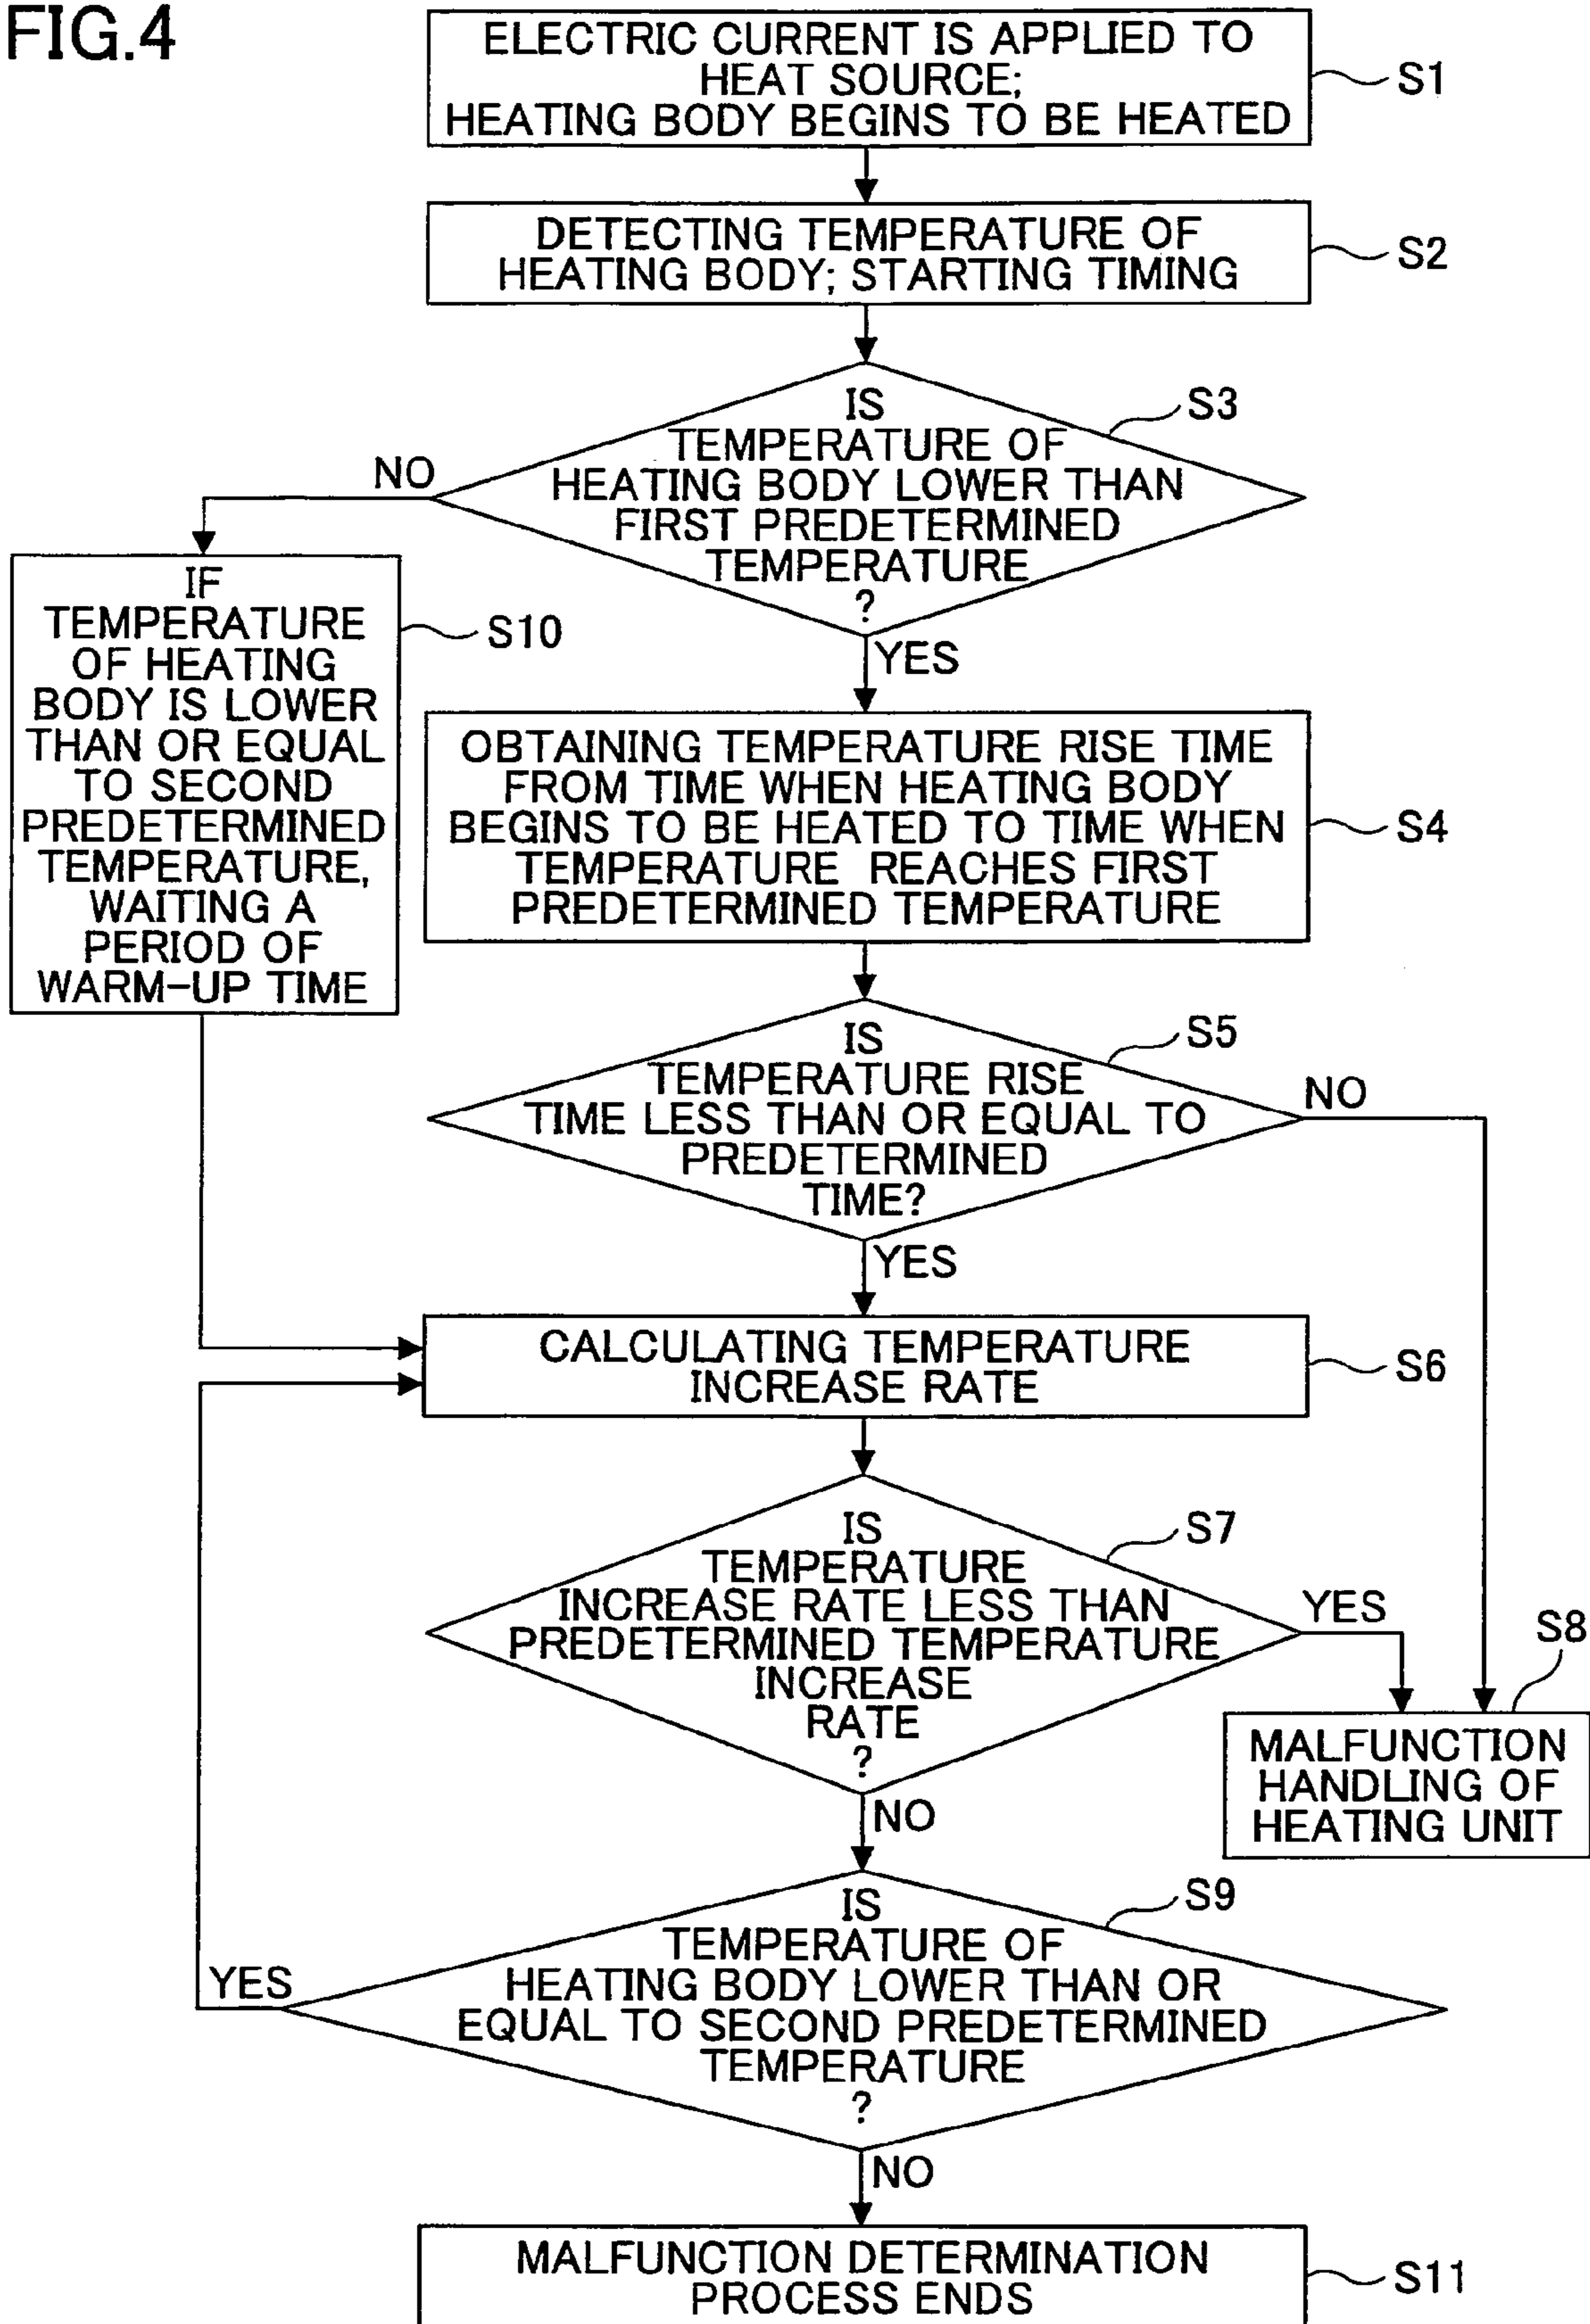 FIG.4
ELECTRIC CURRENT IS APPLIED TO
HEAT SOURCE;
HEATING BODY BEGINS TO BE HEATED
S1
DETECTING TEMPERATURE OF
HEATING BODY; STARTING TIMING
S2
IS
TEMPERATURE OF
HEATING BODY LOWER THAN
FIRST PREDETERMINED
TEMPERATURE
?
S3
NO
YES
IF
TEMPERATURE
OF HEATING
BODY IS LOWER
THAN OR EQUAL
TO SECOND
PREDETERMINED
TEMPERATURE,
WAITING A
PERIOD OF
WARM-UP TIME
S10
OBTAINING TEMPERATURE RISE TIME
FROM TIME WHEN HEATING BODY
BEGINS TO BE HEATED TO TIME WHEN
TEMPERATURE REACHES FIRST
PREDETERMINED TEMPERATURE
S4
IS
TEMPERATURE RISE
TIME LESS THAN OR EQUAL TO
PREDETERMINED
TIME?
S5
NO
YES
CALCULATING TEMPERATURE
INCREASE RATE
S6
IS
TEMPERATURE
INCREASE RATE LESS THAN
PREDETERMINED TEMPERATURE
INCREASE
RATE
?
S7
YES
NO
S8
MALFUNCTION
HANDLING OF
HEATING UNIT
IS
TEMPERATURE OF
HEATING BODY LOWER THAN OR
EQUAL TO SECOND PREDETERMINED
TEMPERATURE
?
S9
YES
NO
MALFUNCTION DETERMINATION
PROCESS ENDS
S11